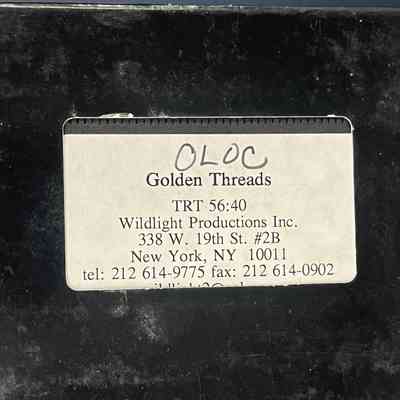 OLOC
Golden Threads
TRT 56:40
Wildlight Productions Inc.
338 W. 19th St. #2B
New York, NY 10011
tel: 212 614-9775 fax: 212 614-0902